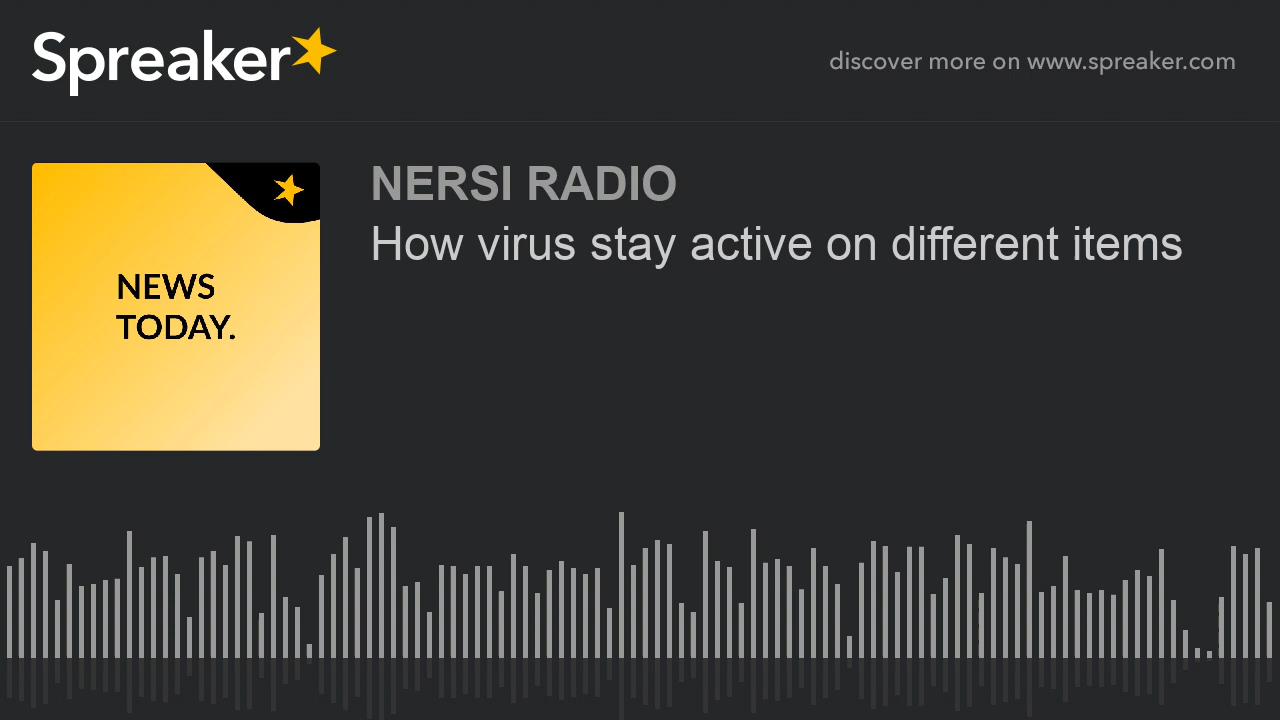 Spreaker
discover more on www.spreaker.com
NERSI RADIO
How virus stay active on different items
NEWS
TODAY.